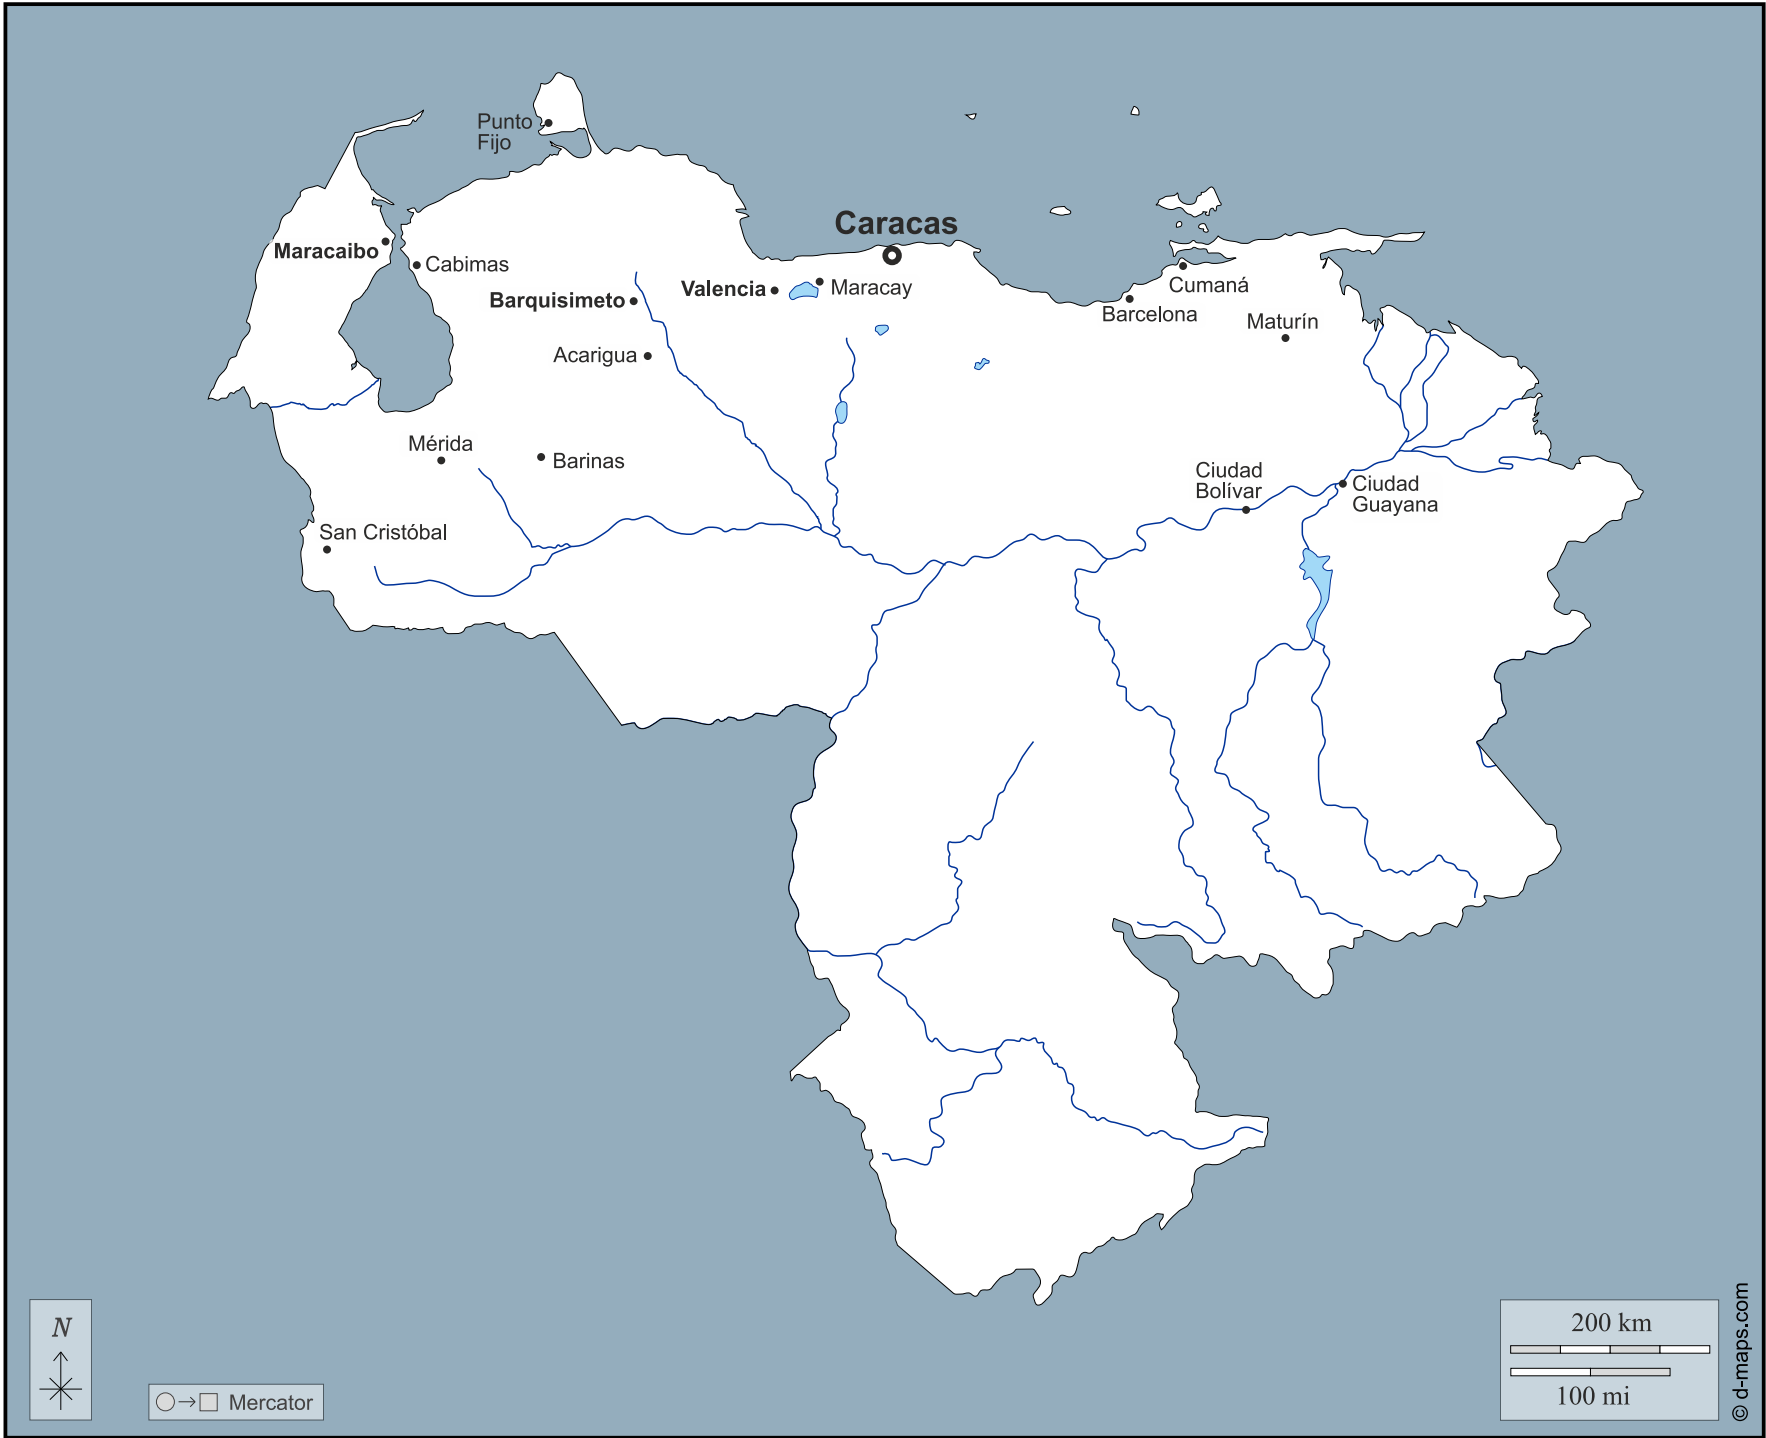 Punto
Fijo
Caracas
Maracaibo
Cabimas
Valencia
Maracay
Cumaná
Barquisimeto
Barcelona
Maturín
Acarigua
Mérida
Barinas
Ciudad
Bolívar
Ciudad
Guayana
San Cristóbal
N
Mercator
200 km
100 mi
© d-maps.com